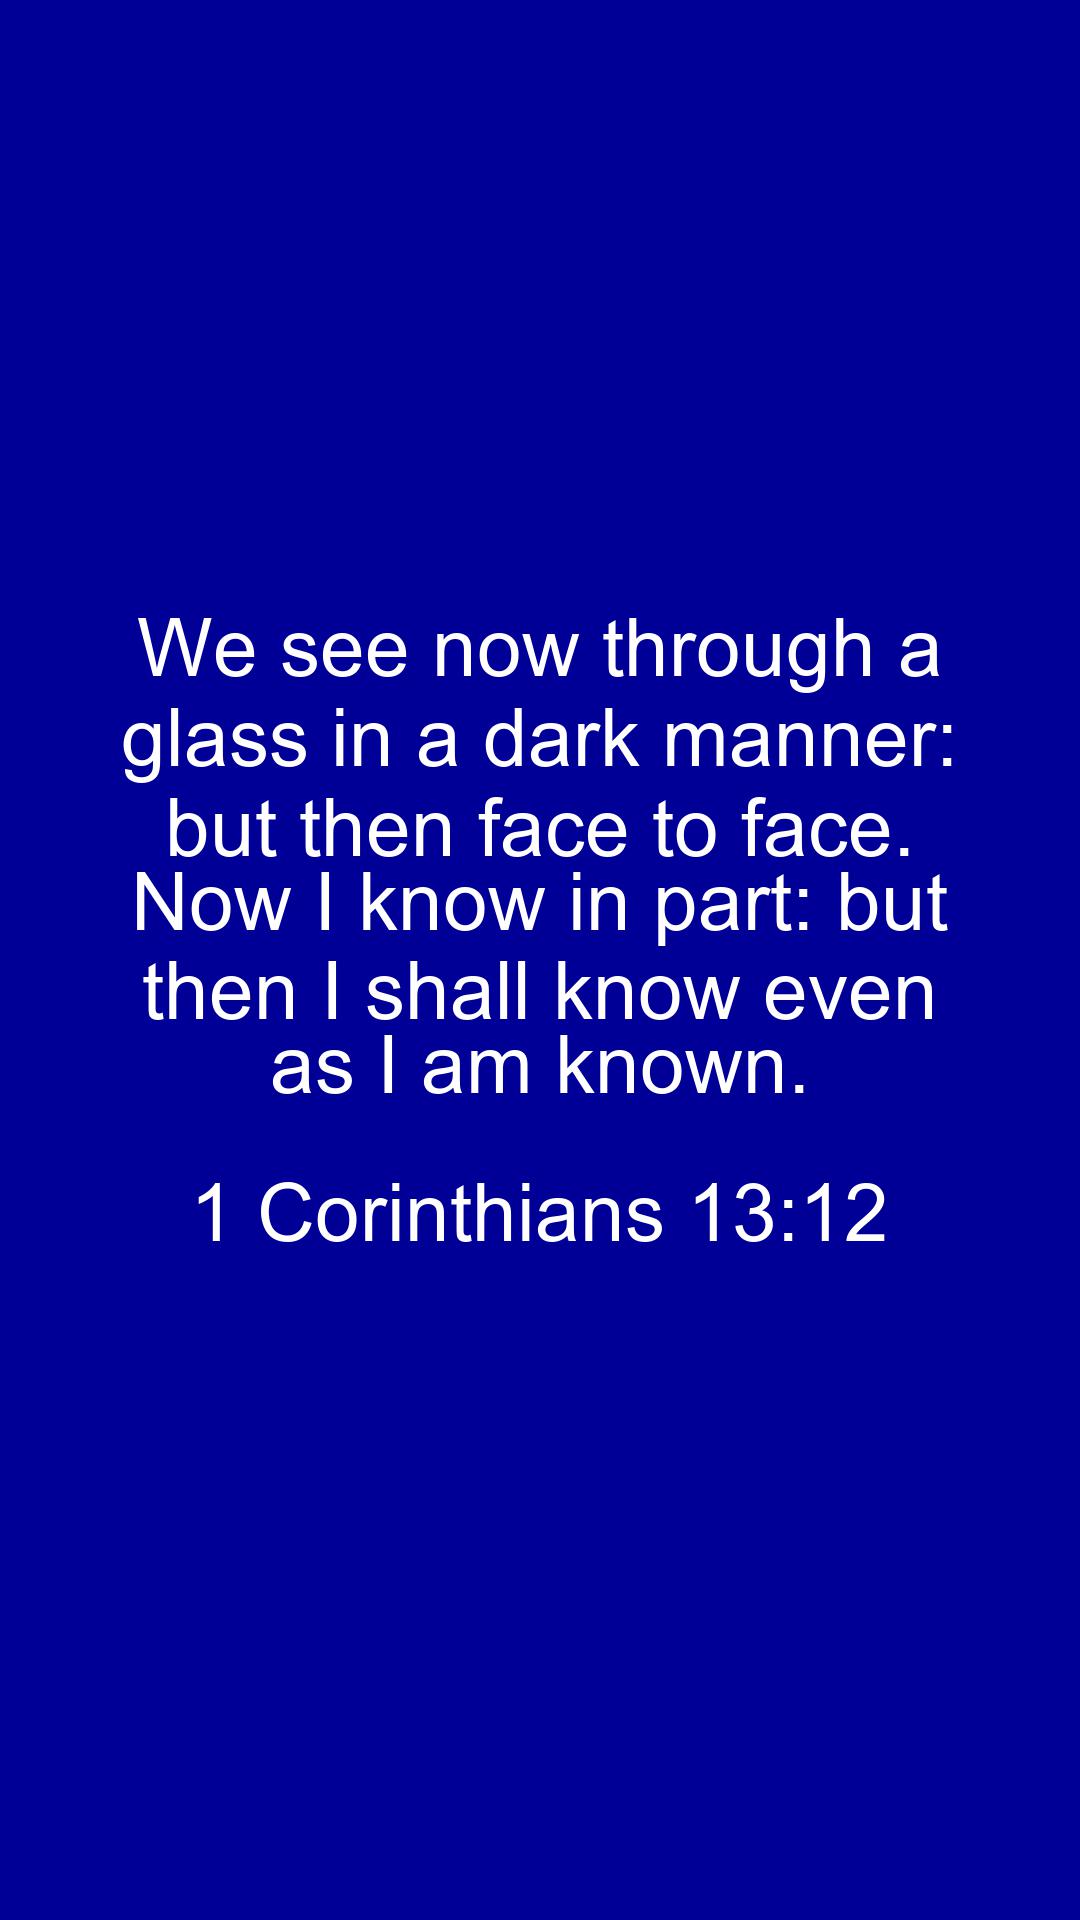 We see now through a
glass in a dark manner:
but then face to face.
Now I know in part: but
then I shall know even
as I am known.
1 Corinthians 13:12